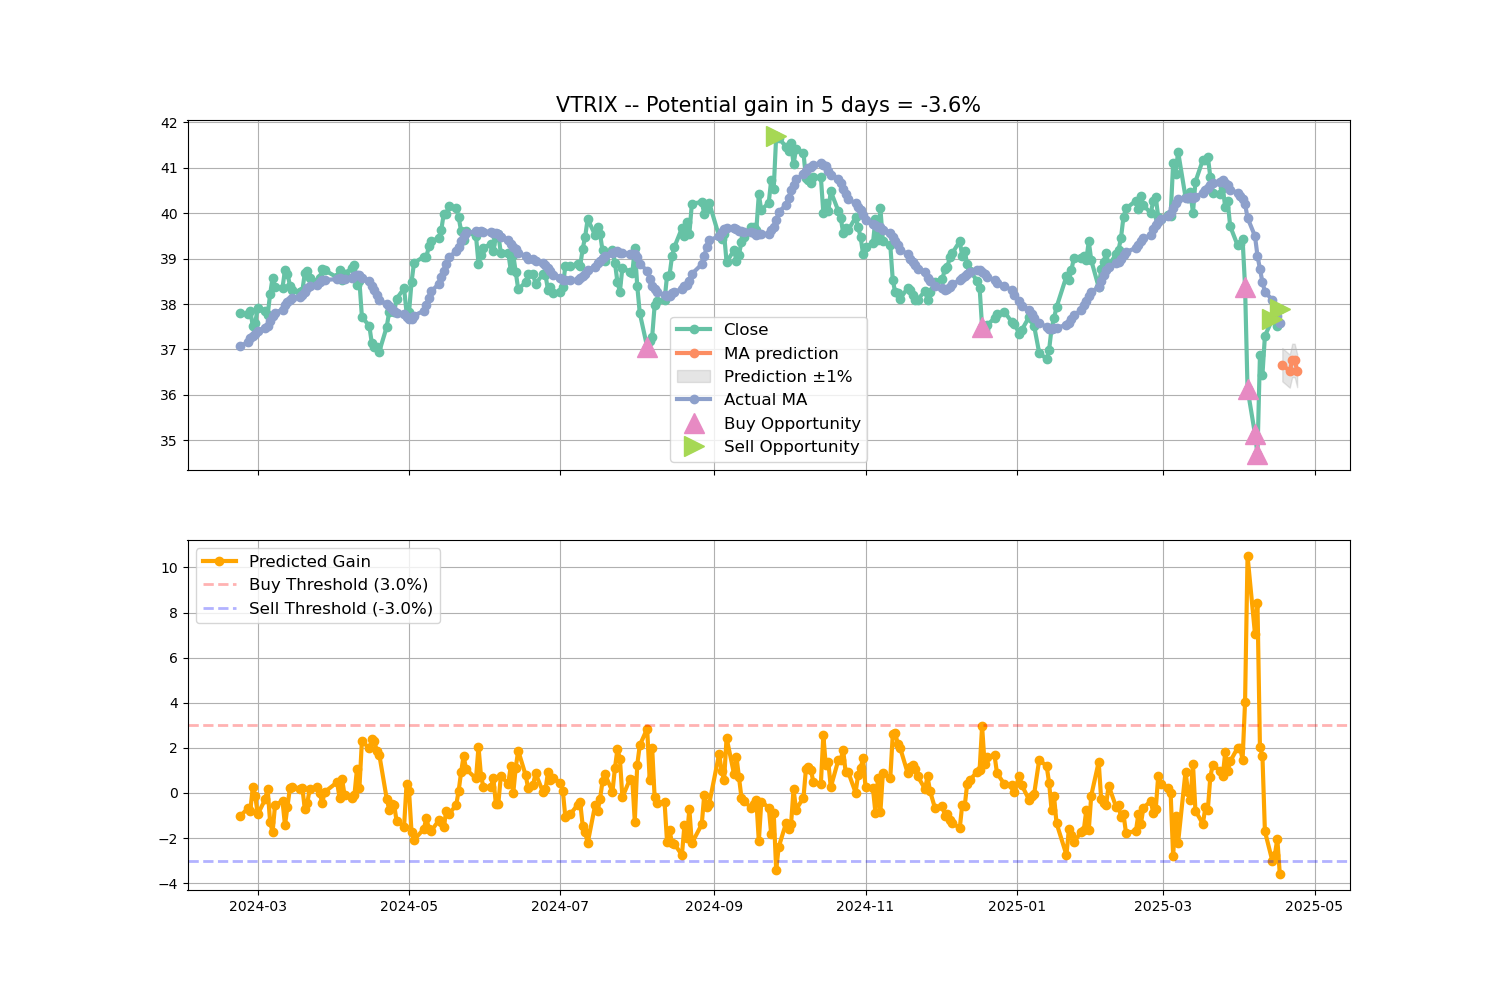 VTRIX -- Potential gain in 5 days = -3.6%
42
41
40
39
38
37
36
35
Close
MA prediction
Prediction ±1%
Actual MA
Buy Opportunity
Sell Opportunity
Predicted Gain
Buy Threshold (3.0%)
Sell Threshold (-3.0%)
10
8
6
4
2
0
−2
−4
2024-03
2024-05
2024-07
2024-09
2024-11
2025-01
2025-03
2025-05